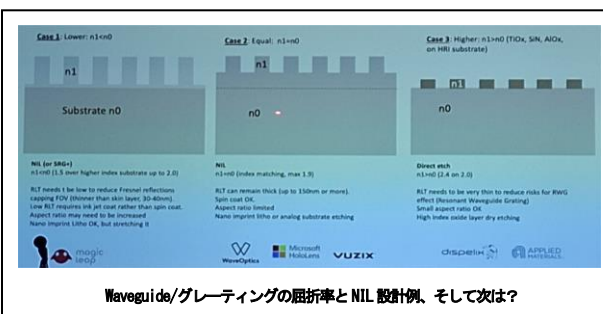 Case 1: Lower: n1<n0
n1
Substrate n0
NIL (or SRG+)
n1<n0 (1.5 over higher index substrate up to 2.0)
RLT needs t be low to reduce Fresnel reflections
capping FOV (thinner than skin layer, 30-40nm).
Low RLT requires ink jet coat rather than spin coat.
Aspect ratio may need to be increased
Nano imprint Litho OK, but stretching it
magic
leap
Case 2: Equal: n1=n0
n1
n0
NIL
n1=n0 (index matching, max 1.9)
RLT can remain thick (up to 150nm or more).
Spin coat OK.
Aspect ratio limited
Nano imprint litho or analog substrate etching
WaveOptics
Microsoft
HoloLens
VUZIX
Case 3: Higher: n1>n0 (TiOx, SiN, AlOx,
on HRI substrate)
n1
n0
Direct etch
n1>n0 (2.4 on 2.0)
RLT needs to be very thin to reduce risks for RWG
effect (Resonant Waveguide Grating)
Small aspect ratio OK
High index oxide layer dry etching
dispelix
APPLIED
MATERIALS
Waveguide/グレーティングの屈折率とNIL設計例、そして次は?